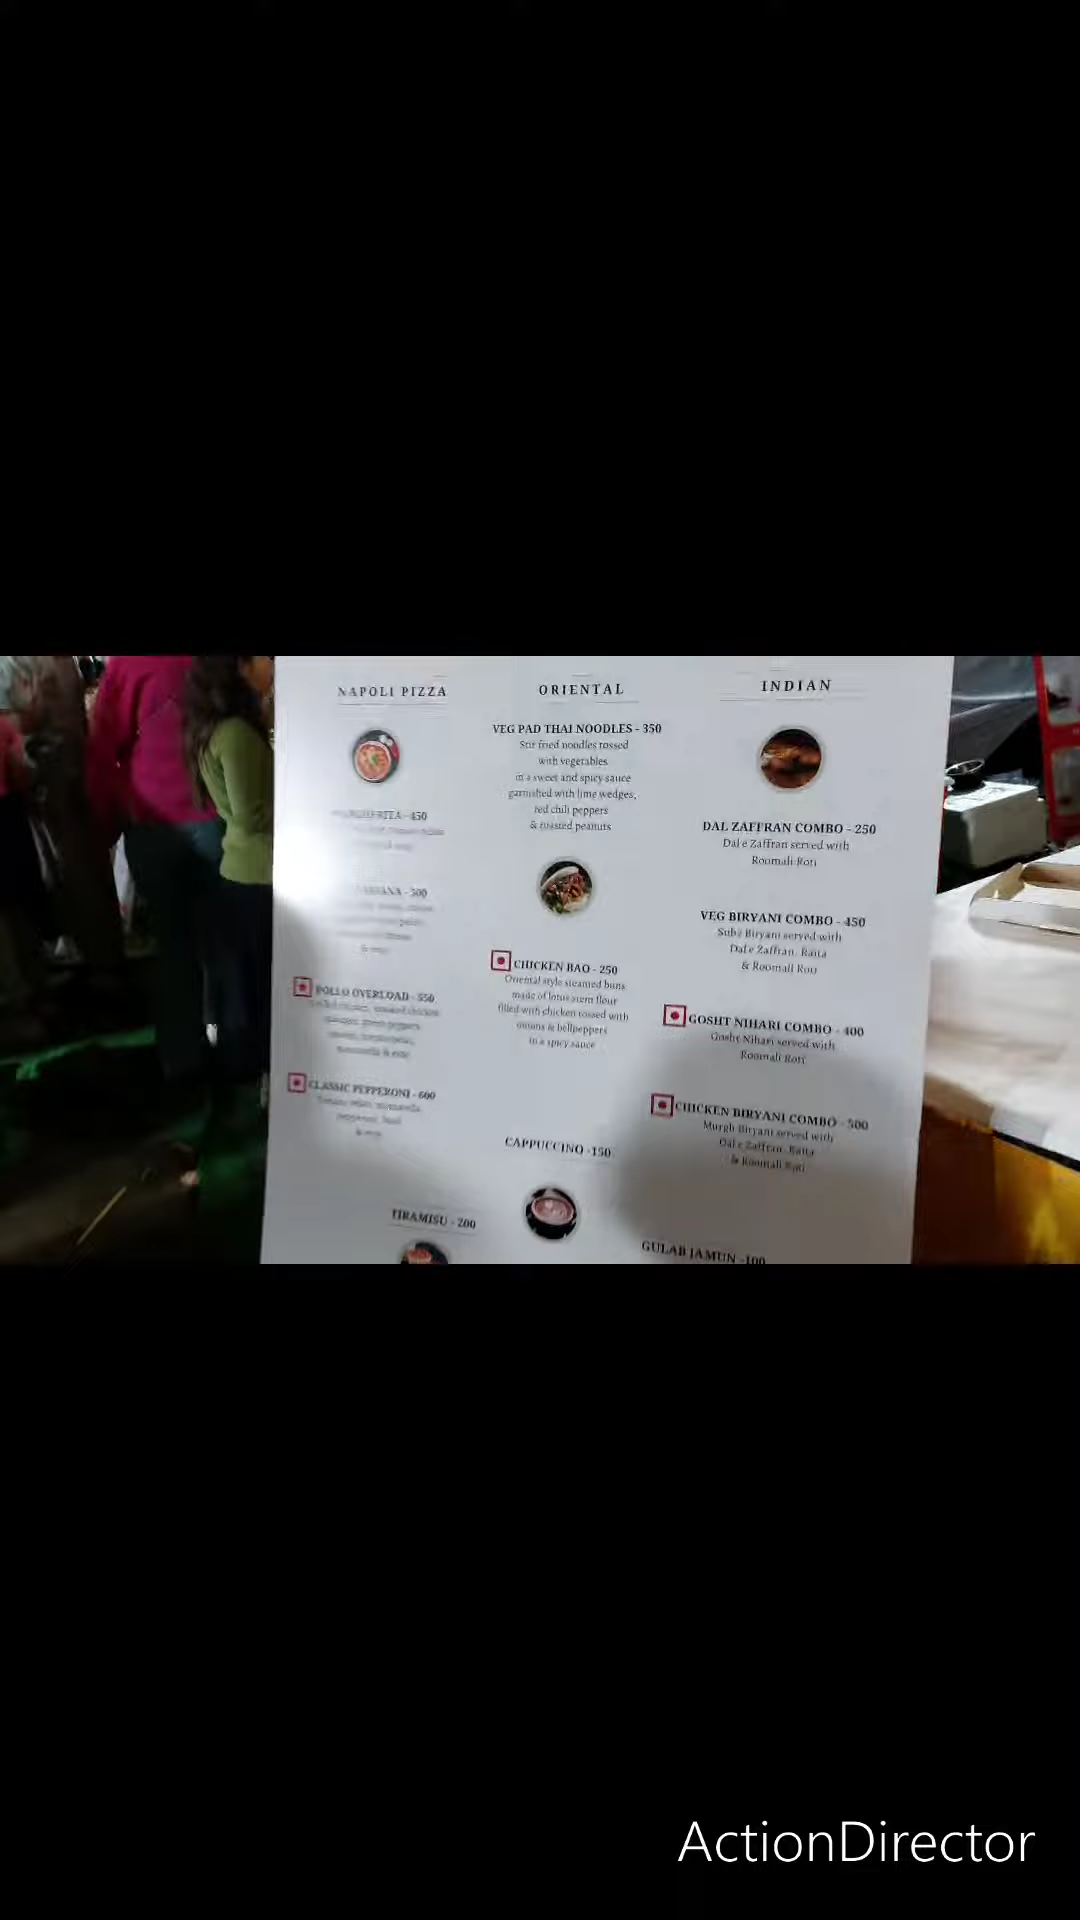 NAPOLI PIZZA
MARGHERITA - 450
- 500
POLLO OVERLOAD - 550
mozzarella & evoo
CLASSIC PEPPERONI - 600
TIRAMISU - 200
ORIENTAL
VEG PAD THAI NOODLES - 350
Stir fried noodles tossed
with vegetables
in a sweet and spicy sauce
garnished with lime wedges,
red chili peppers
& roasted peanuts
CHICKEN BAO - 250
Oriental style steamed buns
made of lotus stem flour
filled with chicken tossed with
onions & bellpeppers
in a spicy sauce
CAPPUCCINO -150
INDIAN
DAL ZAFFRAN COMBO - 250
Dal e Zaffran served with
Roomali Roti
VEG BIRYANI COMBO - 450
Subz Biryani served with
Dal e Zaffran, Raita
& Roomali Roti
GOSHT NIHARI COMBO - 400
Gosht Nihari served with
Roomali Roti
CHICKEN BIRYANI COMBO - 500
Murgh Biryani served with
Dal e Zaffran, Raita
& Roomali Roti
GULAB JAMUN -100
ActionDirector